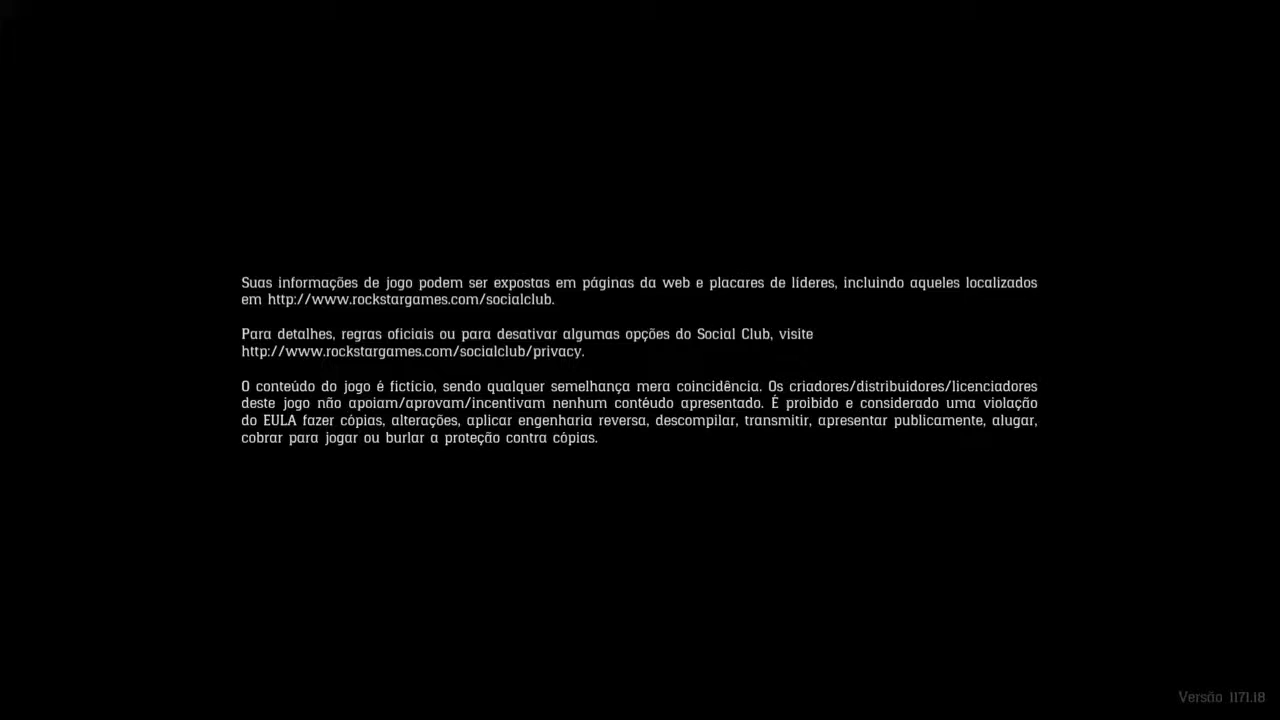 Suas informações de jogo podem ser expostas em páginas da web e placares de líderes, incluindo aqueles localizados
em http://www.rockstargames.com/socialclub.
Para detalhes, regras oficiais ou para desativar algumas opções do Social Club, visite
http://www.rockstargames.com/socialclub/privacy.
O conteúdo do jogo é fictício, sendo qualquer semelhança mera coincidência. Os criadores/distribuidores/licenciadores
deste jogo não apoiam/aprovam/incentivam nenhum contéudo apresentado. É proibido e considerado uma violação
do EULA fazer cópias, alterações, aplicar engenharia reversa, descompilar, transmitir, apresentar publicamente, alugar,
cobrar para jogar ou burlar a proteção contra cópias.
Versão 1171.18